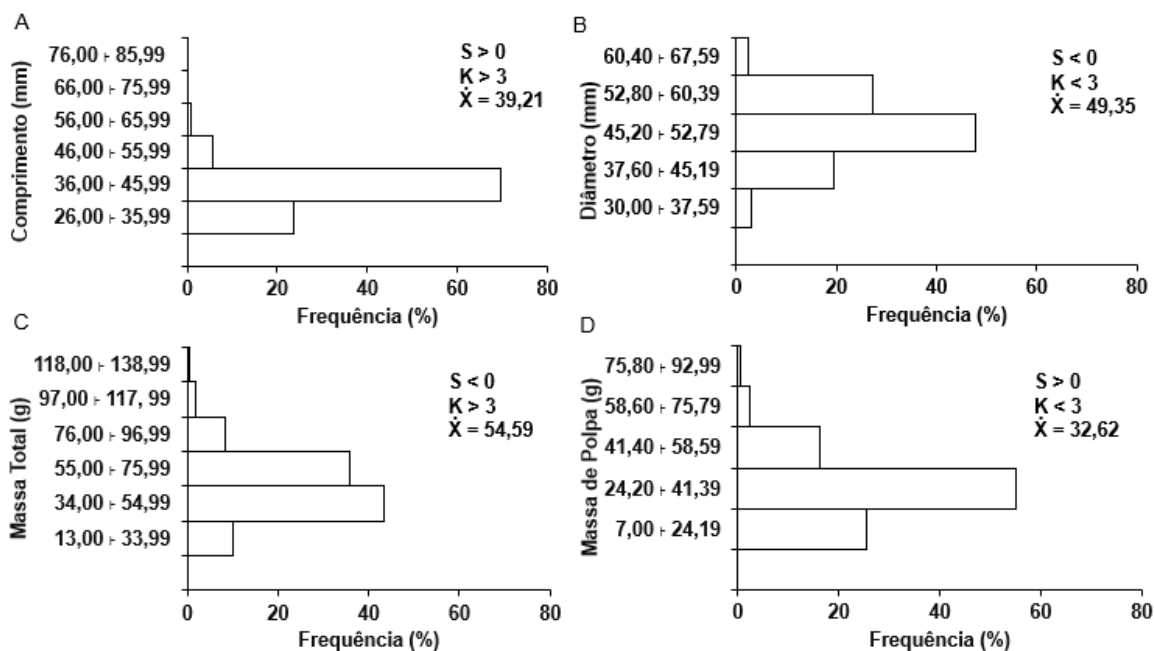 A
Comprimento (mm)
76,00 ⊦ 85,99
66,00 ⊦ 75,99
56,00 ⊦ 65,99
46,00 ⊦ 55,99
36,00 ⊦ 45,99
26,00 ⊦ 35,99
S > 0
K > 3
Ẋ = 39,21
0 20 40 60 80
Frequência (%)
B
Diâmetro (mm)
60,40 ⊦ 67,59
52,80 ⊦ 60,39
45,20 ⊦ 52,79
37,60 ⊦ 45,19
30,00 ⊦ 37,59
S < 0
K < 3
Ẋ = 49,35
0 20 40 60 80
Frequência (%)
C
Massa Total (g)
118,00 ⊦ 138,99
97,00 ⊦ 117, 99
76,00 ⊦ 96,99
55,00 ⊦ 75,99
34,00 ⊦ 54,99
13,00 ⊦ 33,99
S < 0
K > 3
Ẋ = 54,59
0 20 40 60 80
Frequência (%)
D
Massa de Polpa (g)
75,80 ⊦ 92,99
58,60 ⊦ 75,79
41,40 ⊦ 58,59
24,20 ⊦ 41,39
7,00 ⊦ 24,19
S > 0
K < 3
Ẋ = 32,62
0 20 40 60 80
Frequência (%)